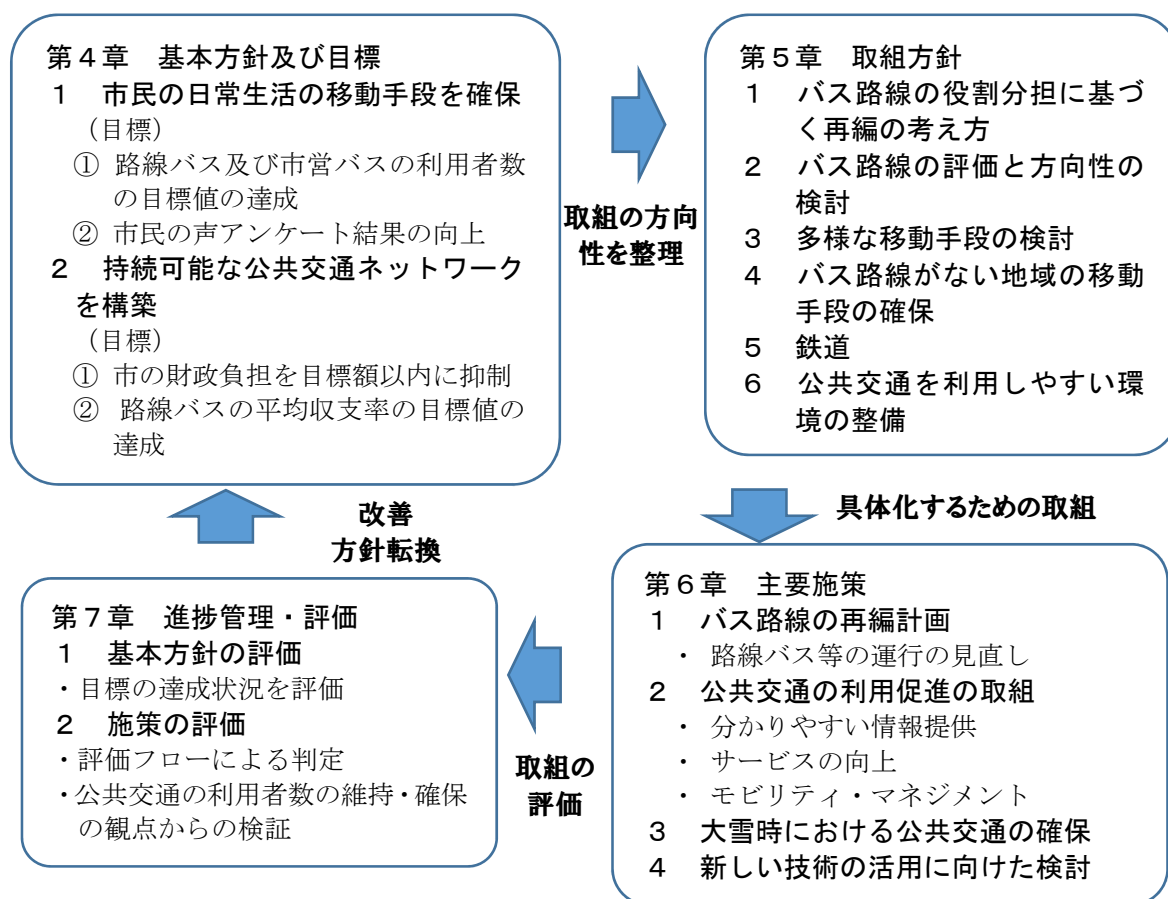 第４章　基本方針及び目標
１　市民の日常生活の移動手段を確保
（目標）
① 路線バス及び市営バスの利用者数
の目標値の達成
② 市民の声アンケート結果の向上
２　持続可能な公共交通ネットワーク
を構築
（目標）
① 市の財政負担を目標額以内に抑制
② 路線バスの平均収支率の目標値の
達成
取組の方向
性を整理
第５章　取組方針
１　バス路線の役割分担に基づ
く再編の考え方
２　バス路線の評価と方向性の
検討
３　多様な移動手段の検討
４　バス路線がない地域の移動
手段の確保
５　鉄道
６　公共交通を利用しやすい環
境の整備
具体化するための取組
第６章　主要施策
１　バス路線の再編計画
・ 路線バス等の運行の見直し
２　公共交通の利用促進の取組
・ 分かりやすい情報提供
・ サービスの向上
・ モビリティ・マネジメント
３　大雪時における公共交通の確保
４　新しい技術の活用に向けた検討
取組の
評価
第７章　進捗管理・評価
１　基本方針の評価
・目標の達成状況を評価
２　施策の評価
・評価フローによる判定
・公共交通の利用者数の維持・確保
の観点からの検証
改善
方針転換